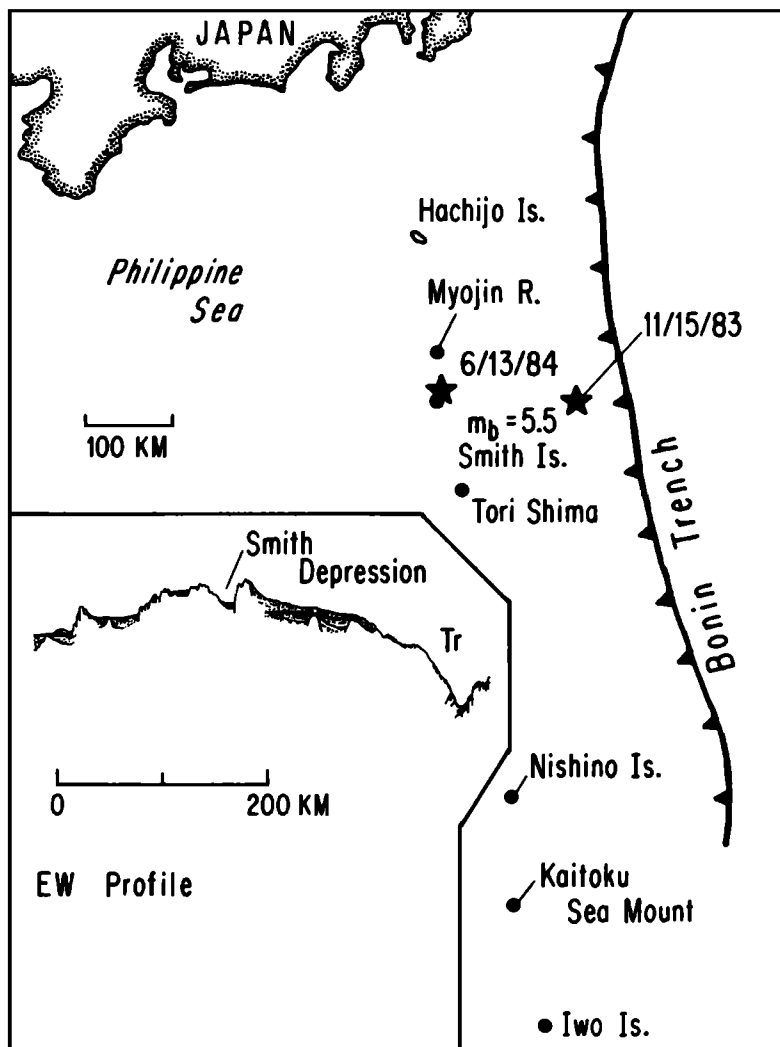 JAPAN
Hachijo Is.
Philippine
Sea
Myojin R.
11/15/83
6/13/84
m_b = 5.5
100 KM
Smith Is.
Tori Shima
Bonin Trench
Smith
Depression
Tr
0 200 KM
EW Profile
Nishino Is.
Kaitoku
Sea Mount
Iwo Is.